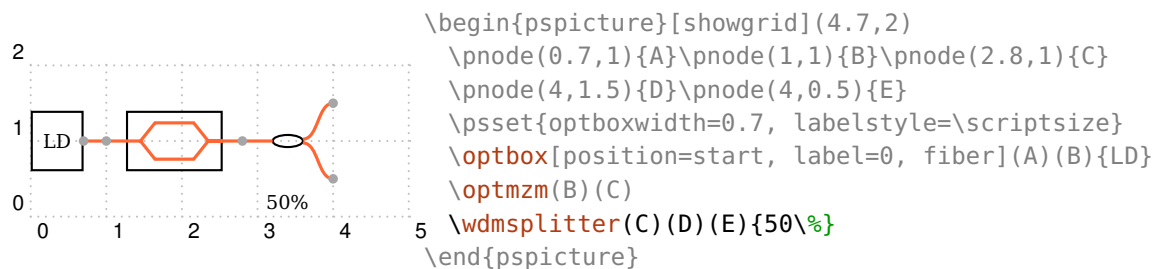 2
1
0
LD
50%
0 1 2 3 4 5
\begin{pspicture}[showgrid](4.7,2)
\pnode(0.7,1){A}\pnode(1,1){B}\pnode(2.8,1){C}
\pnode(4,1.5){D}\pnode(4,0.5){E}
\psset{optboxwidth=0.7, labelstyle=\scriptsize}
\optbox[position=start, label=0, fiber](A)(B){LD}
\optmzm(B)(C)
\wdmsplitter(C)(D)(E){50\%}
\end{pspicture}